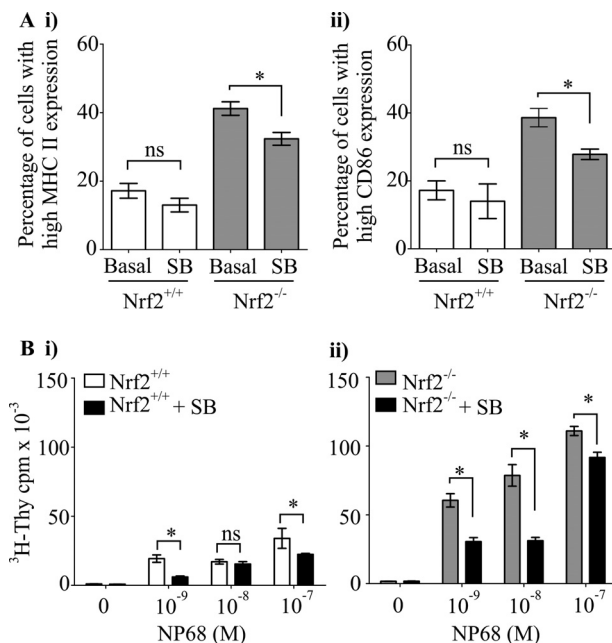 A i)
Percentage of cells with
high MHC II expression
60
40
20
0
ns
*
Basal SB Basal SB
Nrf2+/+ Nrf2-/-
ii)
Percentage of cells with
high CD86 expression
60
40
20
0
ns
*
Basal SB Basal SB
Nrf2+/+ Nrf2-/-
B i)
³H-Thy cpm x 10⁻³
150
100
50
0
Nrf2+/+
Nrf2+/+ + SB
*
ns
*
0 10⁻⁹ 10⁻⁸ 10⁻⁷
NP68 (M)
ii)
150
100
50
0
Nrf2-/-
Nrf2-/- + SB
*
*
*
0 10⁻⁹ 10⁻⁸ 10⁻⁷
NP68 (M)